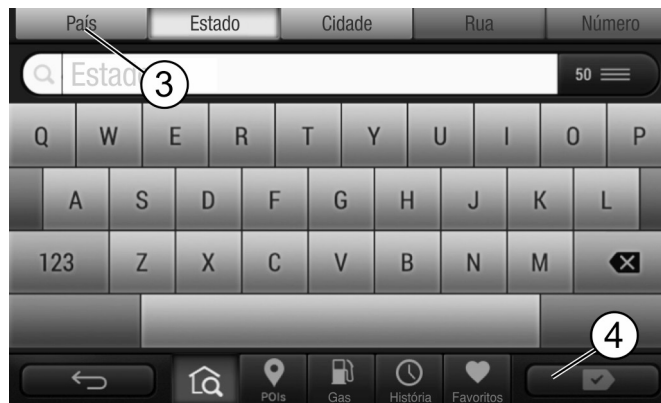 País Estado Cidade Rua Número
Estado 3 50
Q W E R T Y U I O P
A S D F G H J K L
123 Z X C V B N M
4
POIs Gas História Favoritos